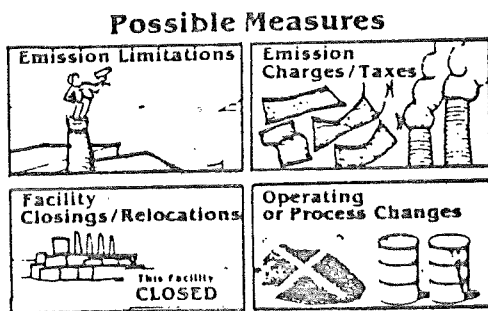 Possible Measures
Emission Limitations
Emission
Charges/Taxes
Facility
Closings/Relocations
This Facility
CLOSED
Operating
or Process Changes